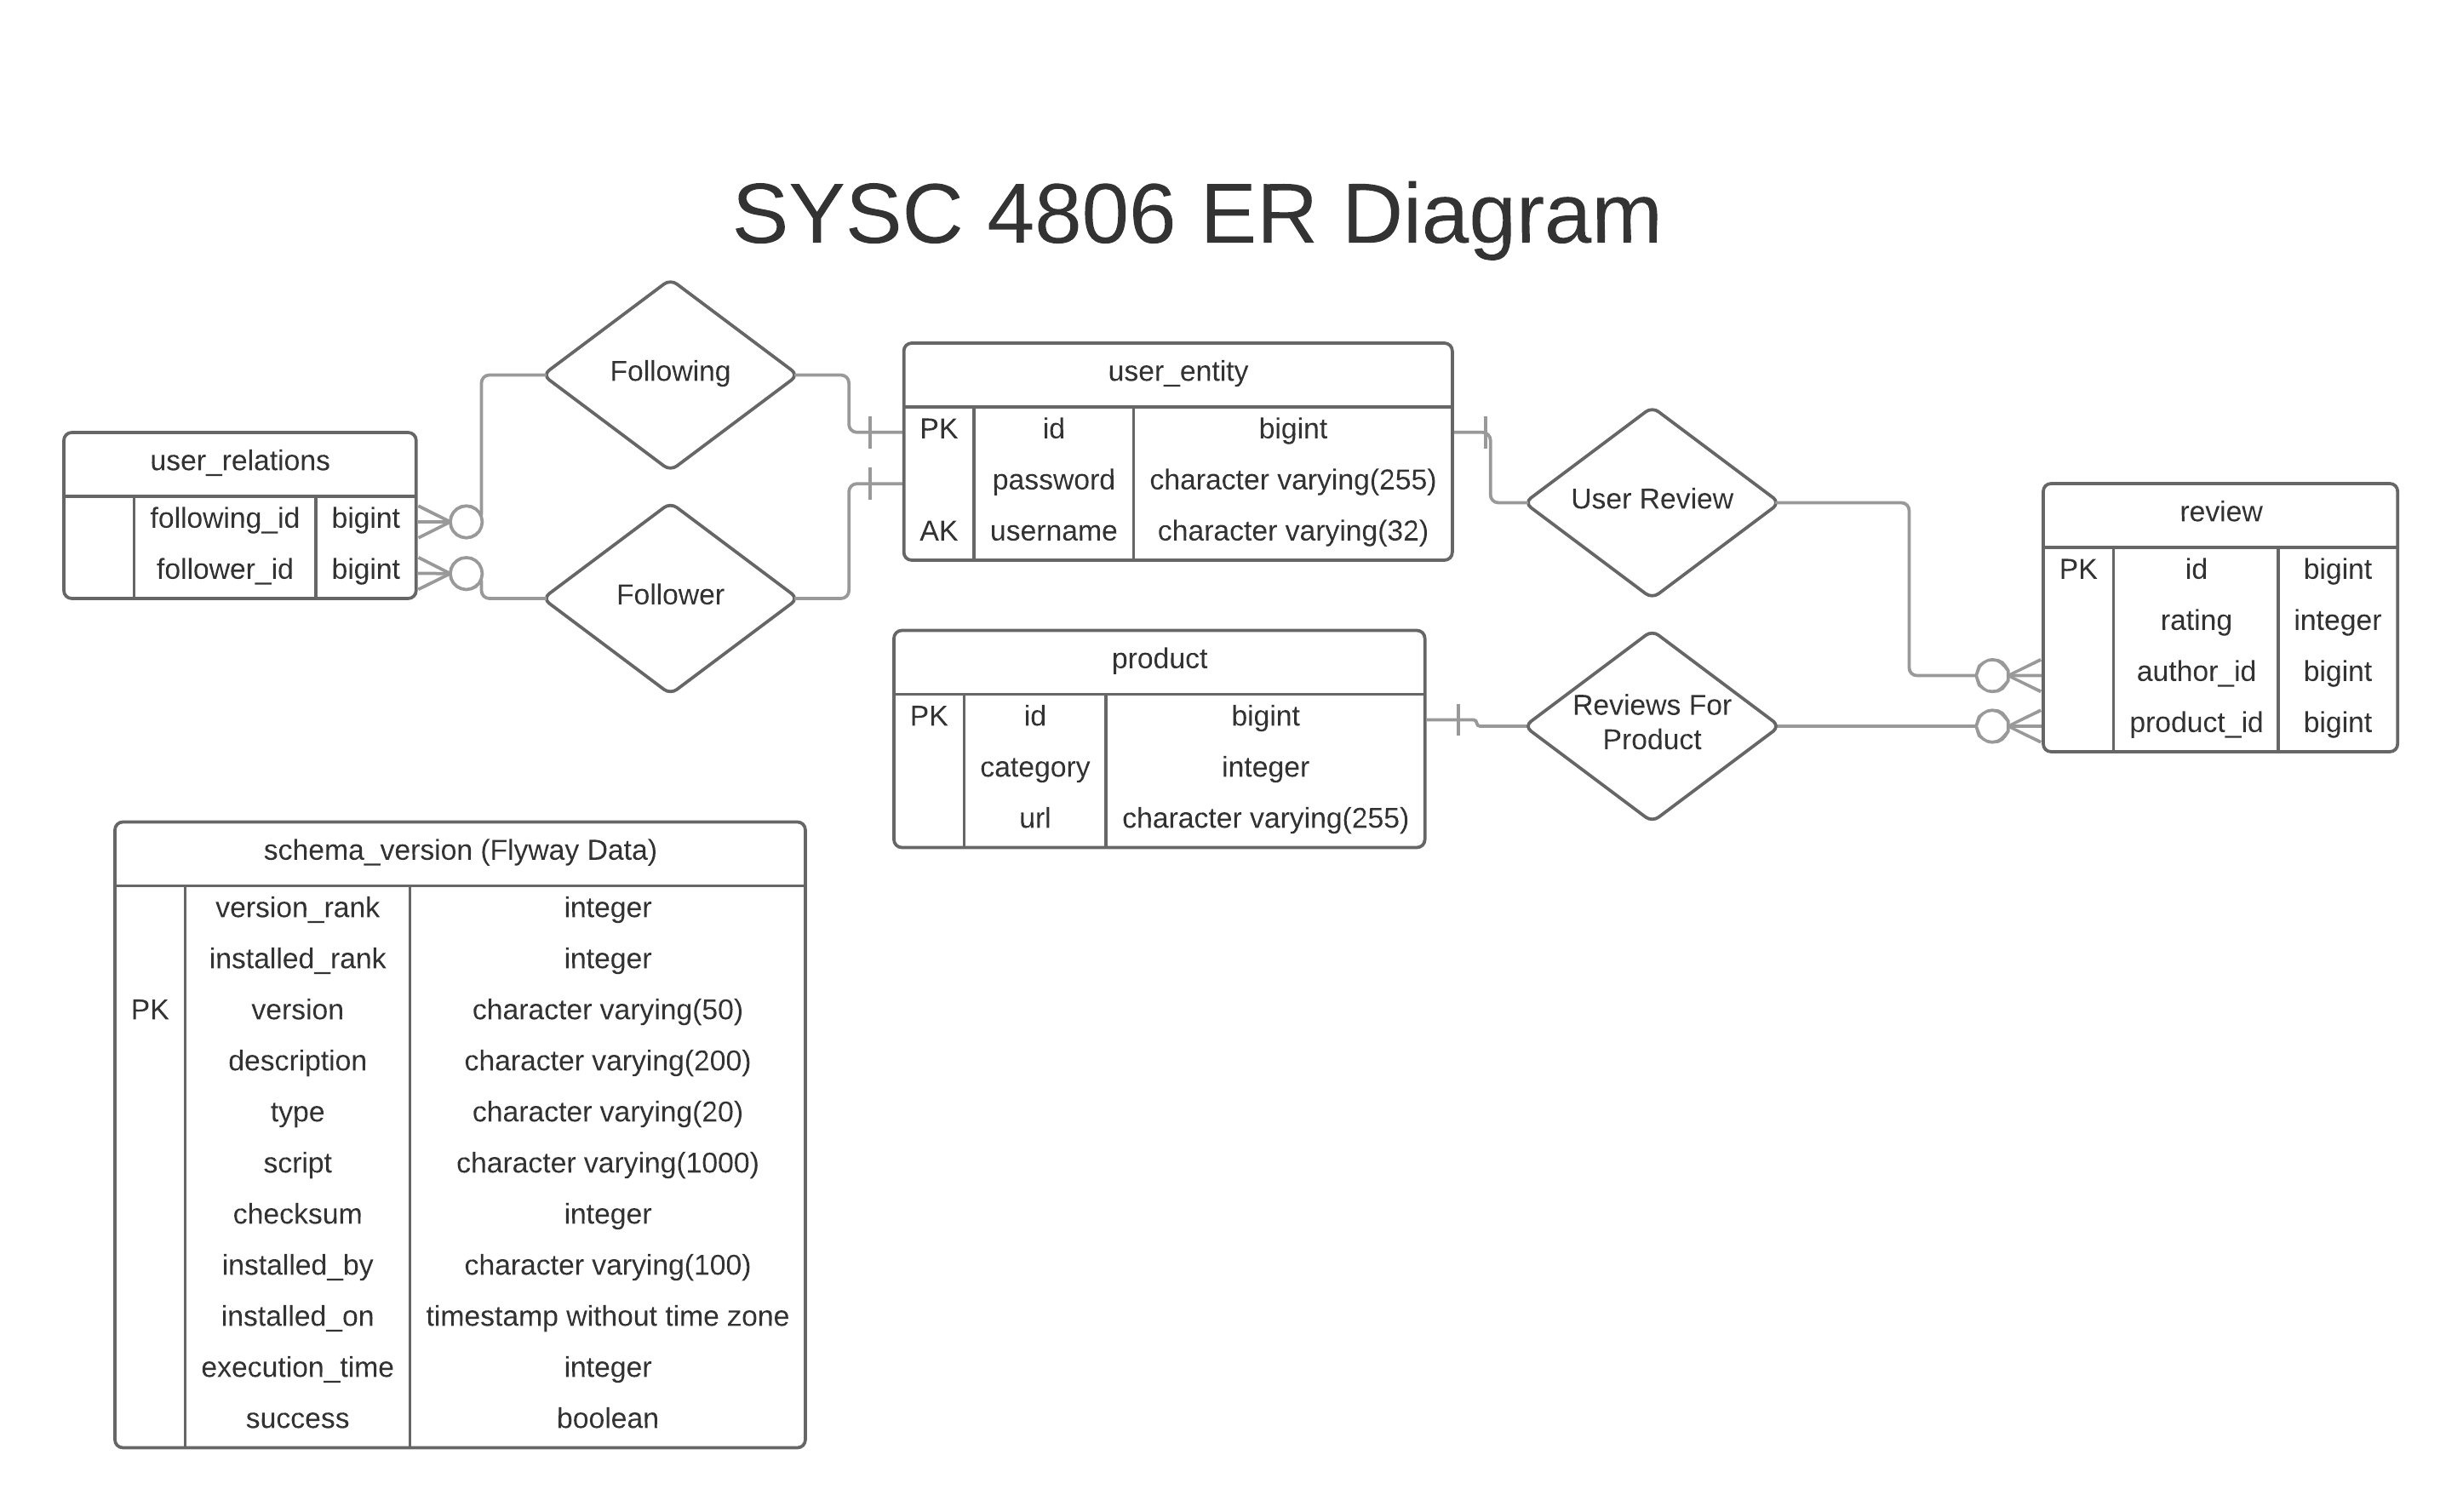 SYSC 4806 ER Diagram
Following
user_entity
PK id bigint
password character varying(255)
AK username character varying(32)
user_relations
following_id bigint
follower_id bigint
Follower
User Review
review
PK id bigint
rating integer
author_id bigint
product_id bigint
product
PK id bigint
category integer
url character varying(255)
Reviews For
Product
schema_version (Flyway Data)
version_rank integer
installed_rank integer
PK version character varying(50)
description character varying(200)
type character varying(20)
script character varying(1000)
checksum integer
installed_by character varying(100)
installed_on timestamp without time zone
execution_time integer
success boolean